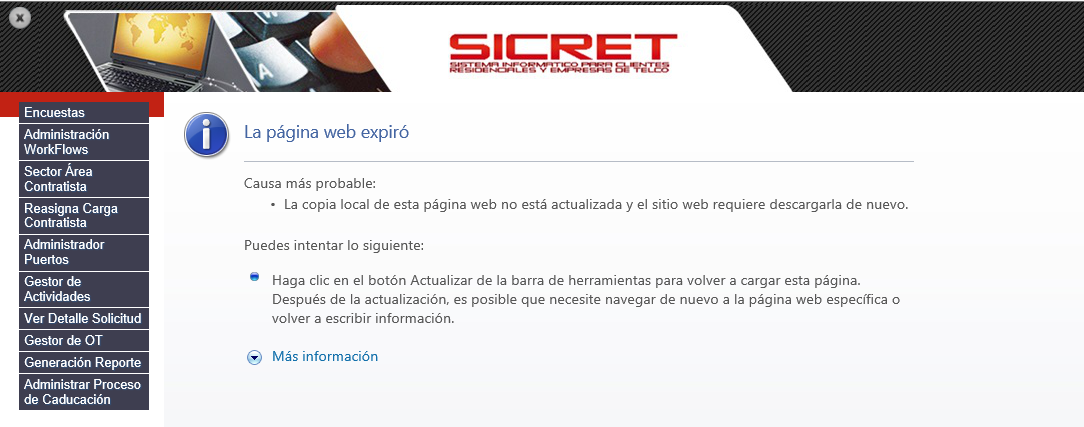 SICRET
SISTEMA INFORMATICO PARA CLIENTES
RESIDENCIALES Y EMPRESAS DE TELCO
Encuestas
Administración
WorkFlows
Sector Área
Contratista
Reasigna Carga
Contratista
Administrador
Puertos
Gestor de
Actividades
Ver Detalle Solicitud
Gestor de OT
Generación Reporte
Administrar Proceso
de Caducación
La página web expiró
Causa más probable:
• La copia local de esta página web no está actualizada y el sitio web requiere descargarla de nuevo.
Puedes intentar lo siguiente:
Haga clic en el botón Actualizar de la barra de herramientas para volver a cargar esta página.
Después de la actualización, es posible que necesite navegar de nuevo a la página web específica o
volver a escribir información.
Más información